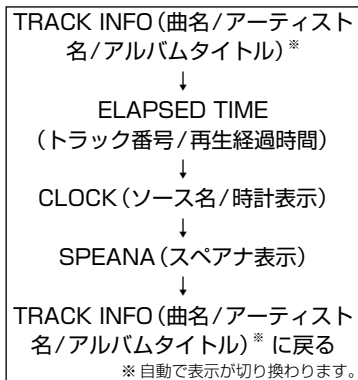 TRACK INFO（曲名/アーティスト
名/アルバムタイトル）※
↓
ELAPSED TIME
（トラック番号/再生経過時間）
↓
CLOCK（ソース名/時計表示）
↓
SPEANA（スペアナ表示）
↓
TRACK INFO（曲名/アーティスト
名/アルバムタイトル）※ に戻る
※ 自動で表示が切り換わります。